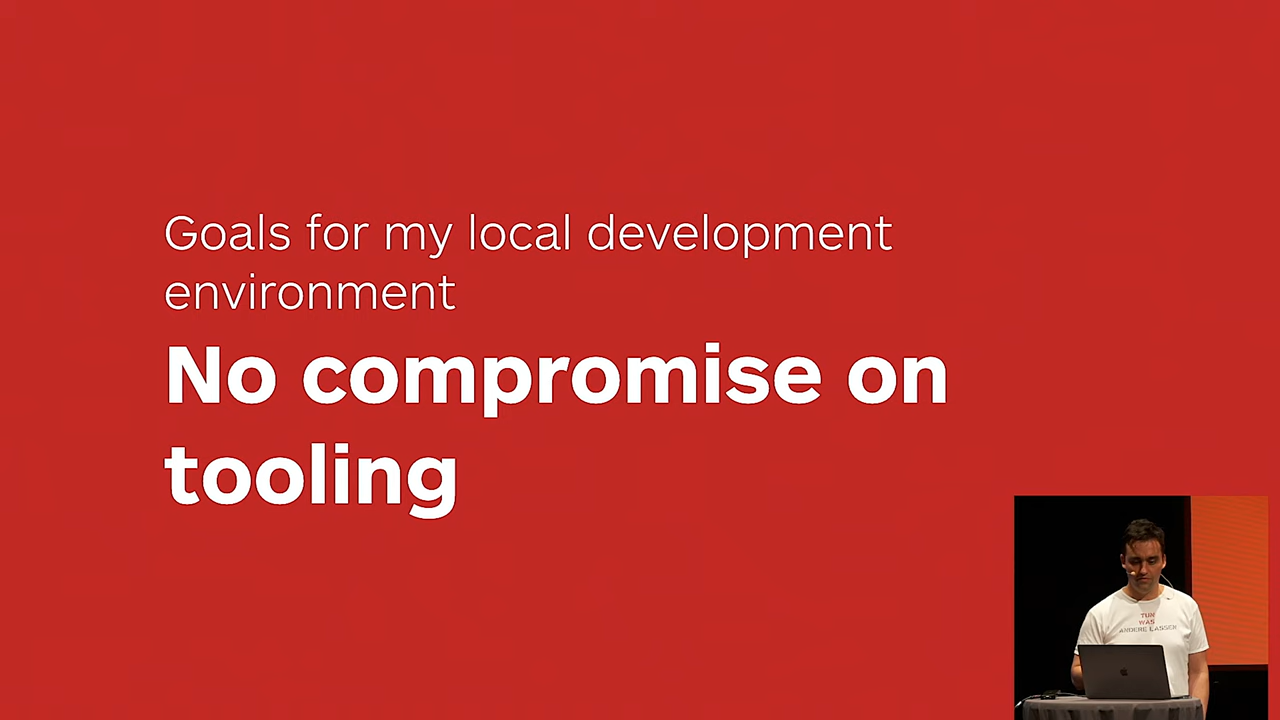 Goals for my local development
environment
No compromise on
tooling
TUN
WAS
ANDERE LASSEN